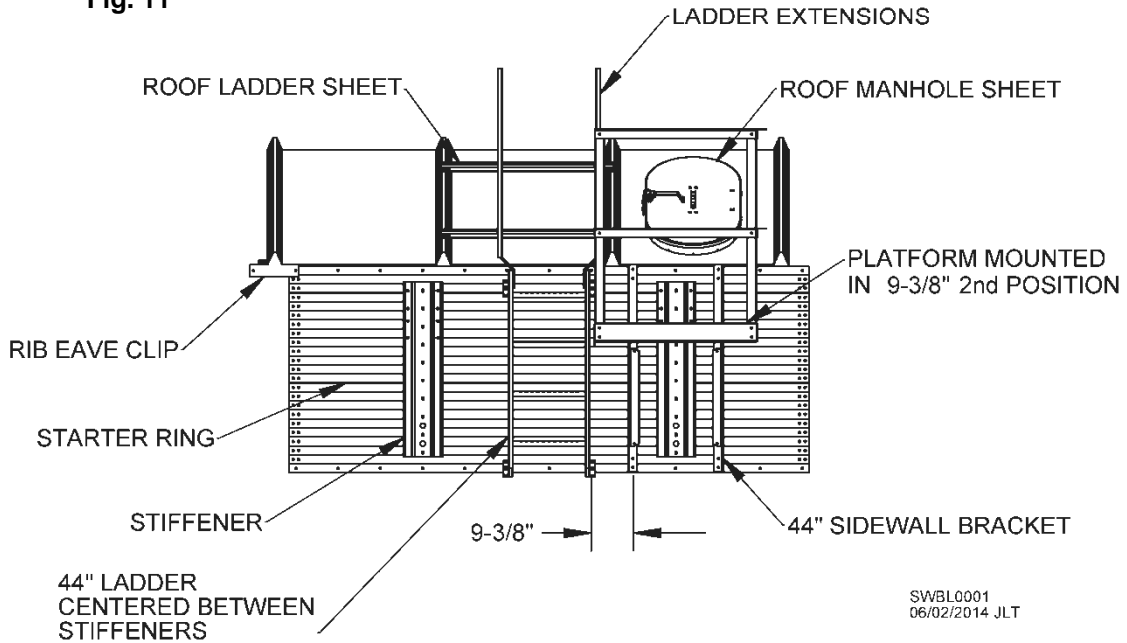 Fig. 11
LADDER EXTENSIONS
ROOF LADDER SHEET
ROOF MANHOLE SHEET
PLATFORM MOUNTED
IN 9-3/8" 2nd POSITION
RIB EAVE CLIP
STARTER RING
STIFFENER
9-3/8"
44" SIDEWALL BRACKET
44" LADDER
CENTERED BETWEEN
STIFFENERS
SWBL0001
06/02/2014 JLT